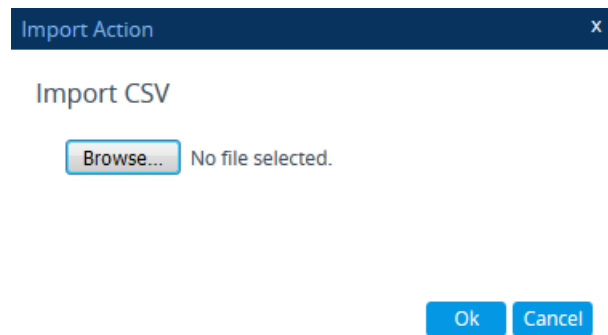 Import Action x
Import CSV
Browse... No file selected.
Ok Cancel